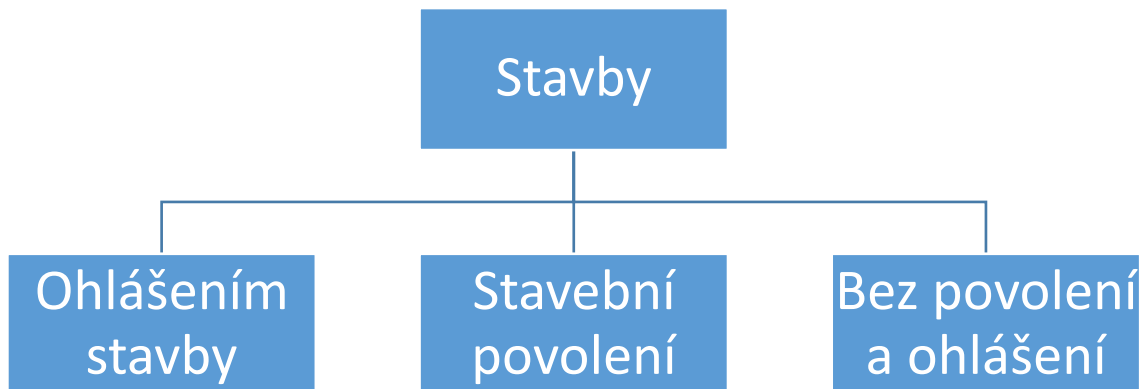 Stavby
Ohlášením
stavby
Stavební
povolení
Bez povolení
a ohlášení